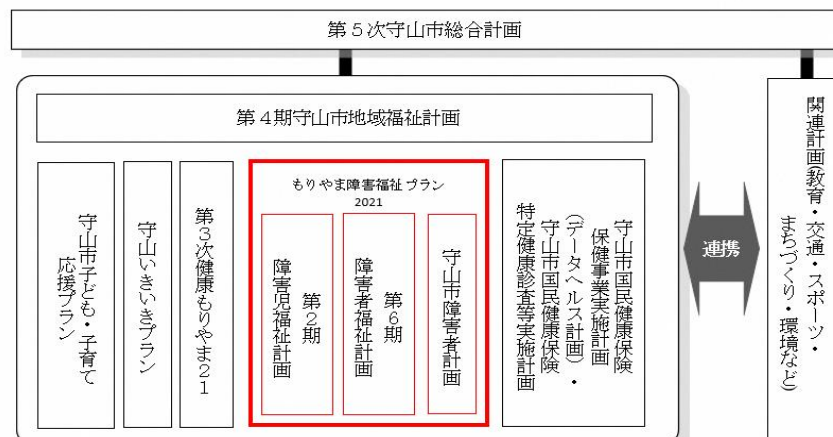 第5次守山市総合計画
第4期守山市地域福祉計画
守山市子ども・子育て
応援プラン
守山いきいきプラン
第3次健康もりやま21
もりやま障害福祉プラン
2021
第2期
障害児福祉計画
第6期
障害者福祉計画
守山市障害者計画
守山市国民健康保険
保健事業実施計画
(データヘルス計画)・
守山市国民健康保険
特定健康診査等実施計画
連携
関連計画(教育・交通・スポーツ・
まちづくり・環境など)